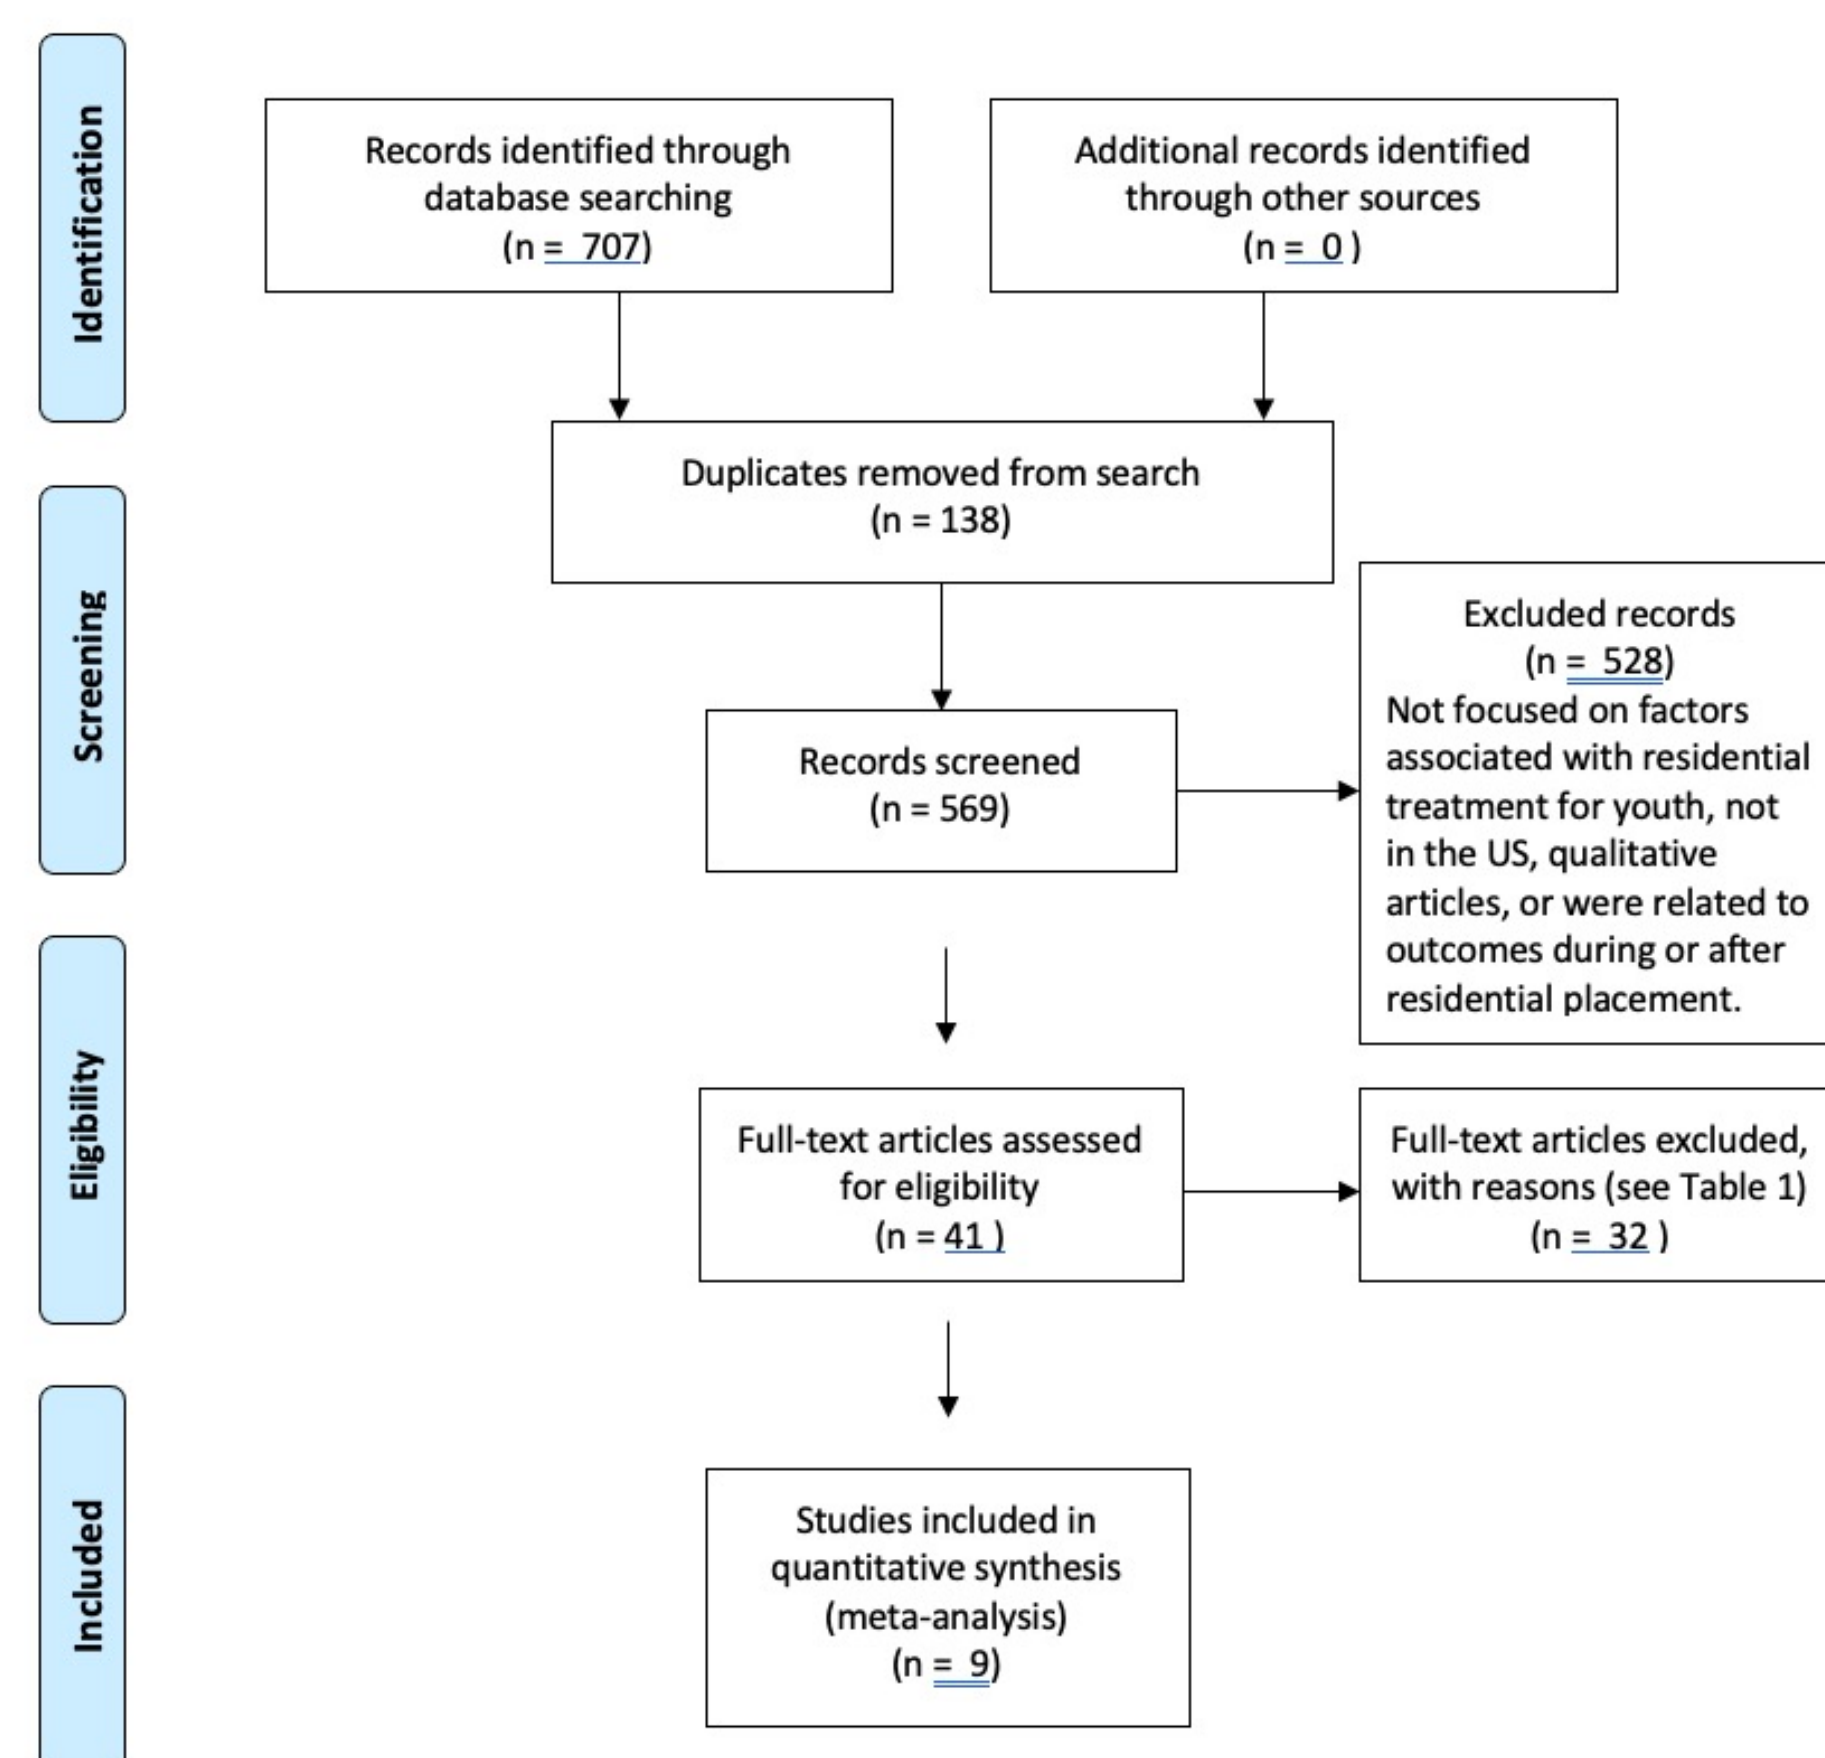 Identification
Records identified through
database searching
(n = 707)
Additional records identified
through other sources
(n = 0 )
Duplicates removed from search
(n = 138)
Screening
Excluded records
(n = 528)
Not focused on factors
associated with residential
treatment for youth, not
in the US, qualitative
articles, or were related to
outcomes during or after
residential placement.
Records screened
(n = 569)
Eligibility
Full-text articles assessed
for eligibility
(n = 41 )
Full-text articles excluded,
with reasons (see Table 1)
(n = 32 )
Included
Studies included in
quantitative synthesis
(meta-analysis)
(n = 9)